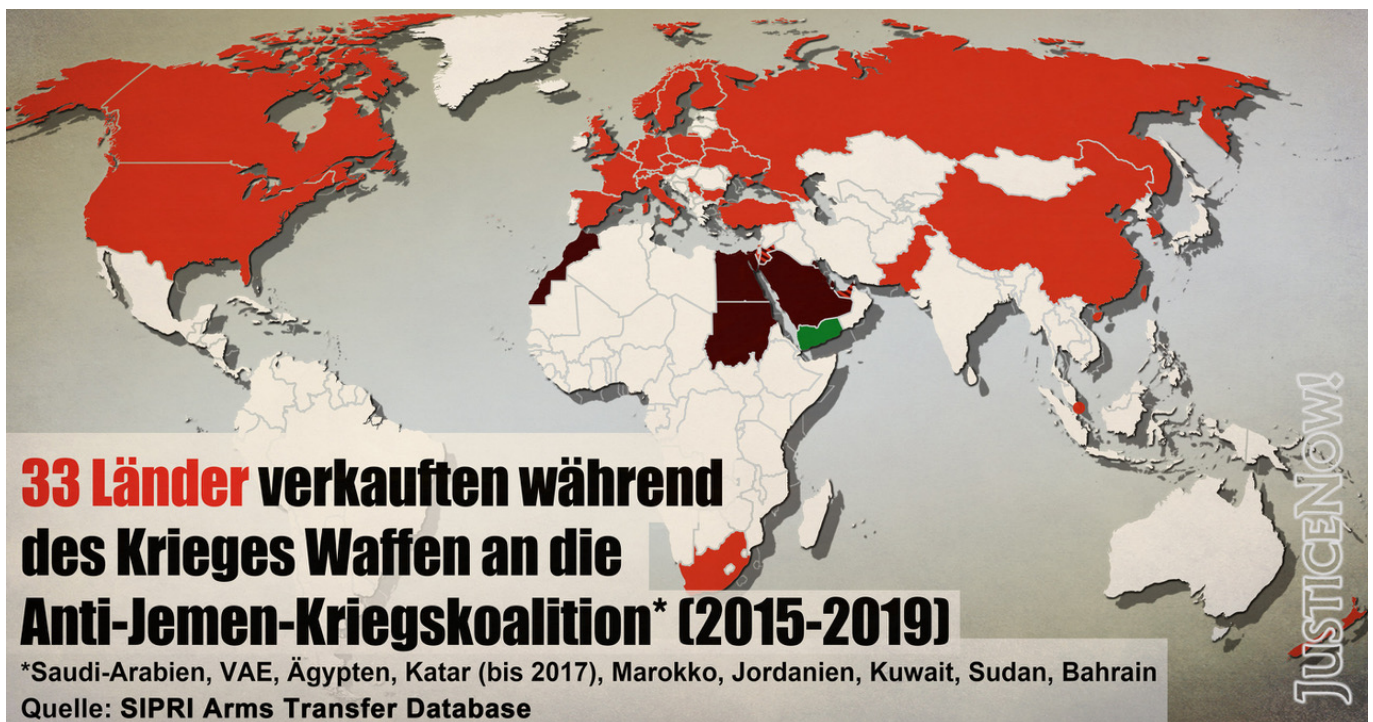 33 Länder verkauften während
des Krieges Waffen an die
Anti-Jemen-Kriegskoalition* (2015-2019)
*Saudi-Arabien, VAE, Ägypten, Katar (bis 2017), Marokko, Jordanien, Kuwait, Sudan, Bahrain
Quelle: SIPRI Arms Transfer Database
JUSTICENOW!